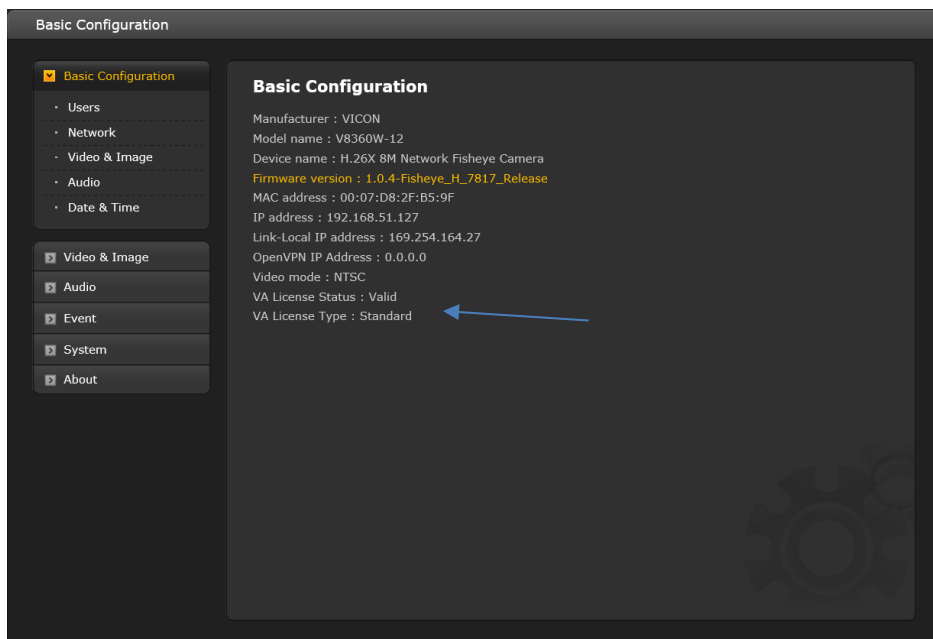 Basic Configuration
Basic Configuration
· Users
· Network
· Video & Image
· Audio
· Date & Time
Video & Image
Audio
Event
System
About
Basic Configuration
Manufacturer : VICON
Model name : V8360W-12
Device name : H.26X 8M Network Fisheye Camera
Firmware version : 1.0.4-Fisheye_H_7817_Release
MAC address : 00:07:D8:2F:B5:9F
IP address : 192.168.51.127
Link-Local IP address : 169.254.164.27
OpenVPN IP Address : 0.0.0.0
Video mode : NTSC
VA License Status : Valid
VA License Type : Standard